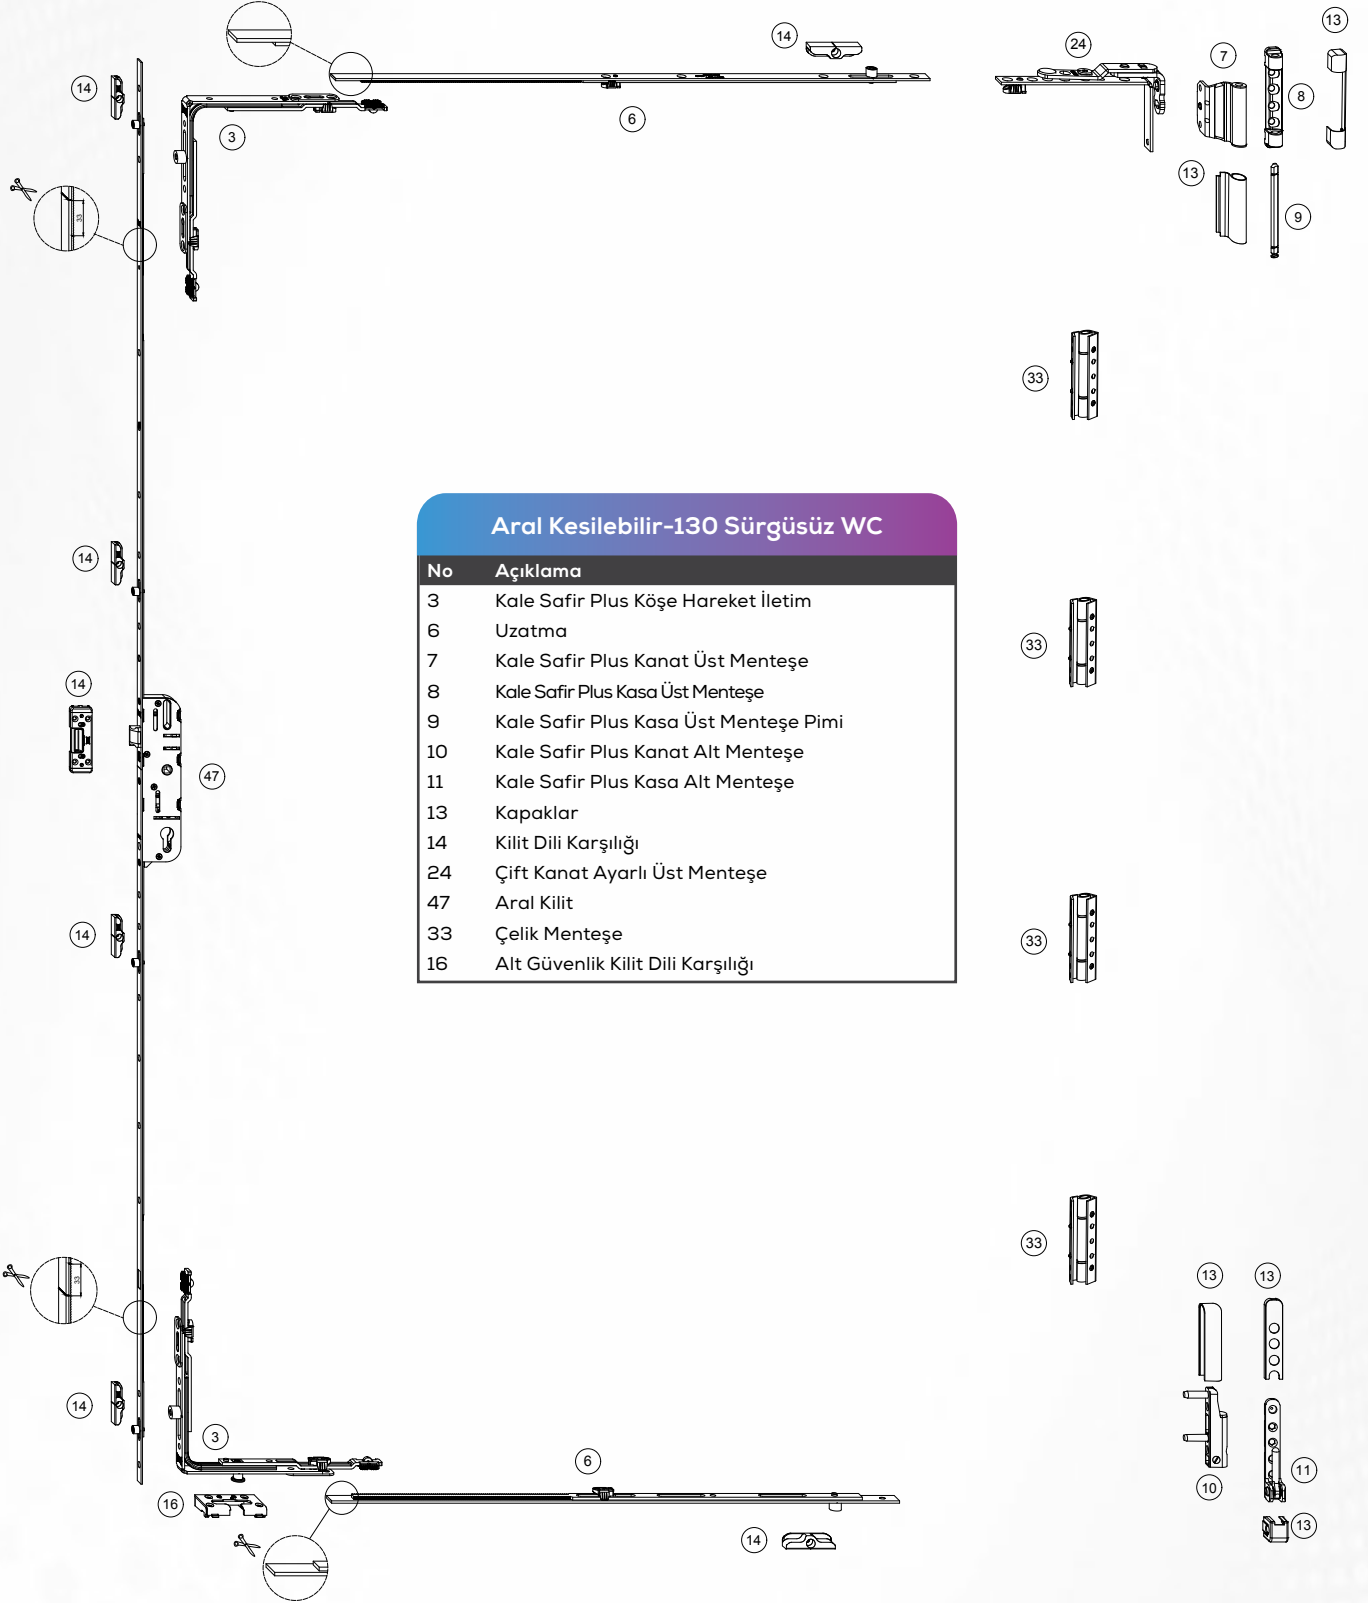 14
24
13
7
14
8
6
3
13
33
9
33
14
33
14
47
Aral Kesilebilir-130 Sürgüsüz WC
No Açıklama
3 Kale Safir Plus Köşe Hareket İletim
6 Uzatma
7 Kale Safir Plus Kanat Üst Menteşe
8 Kale Safir Plus Kasa Üst Menteşe
9 Kale Safir Plus Kasa Üst Menteşe Pimi
10 Kale Safir Plus Kanat Alt Menteşe
11 Kale Safir Plus Kasa Alt Menteşe
13 Kapaklar
14 Kilit Dili Karşılığı
24 Çift Kanat Ayarlı Üst Menteşe
47 Aral Kilit
33 Çelik Menteşe
16 Alt Güvenlik Kilit Dili Karşılığı
33
14
33
33
33
13
13
14
3
6
11
10
16
13
14